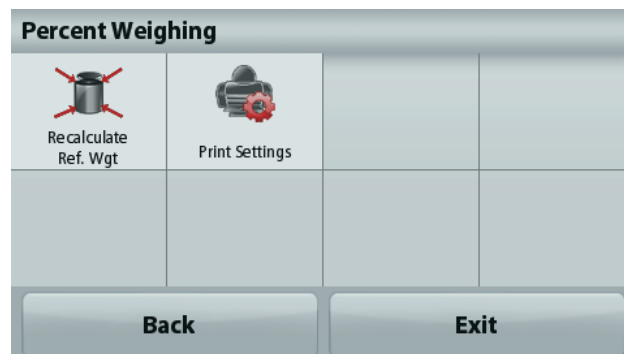 Percent Weighing
Recalculate
Ref. Wgt
Print Settings
Back
Exit